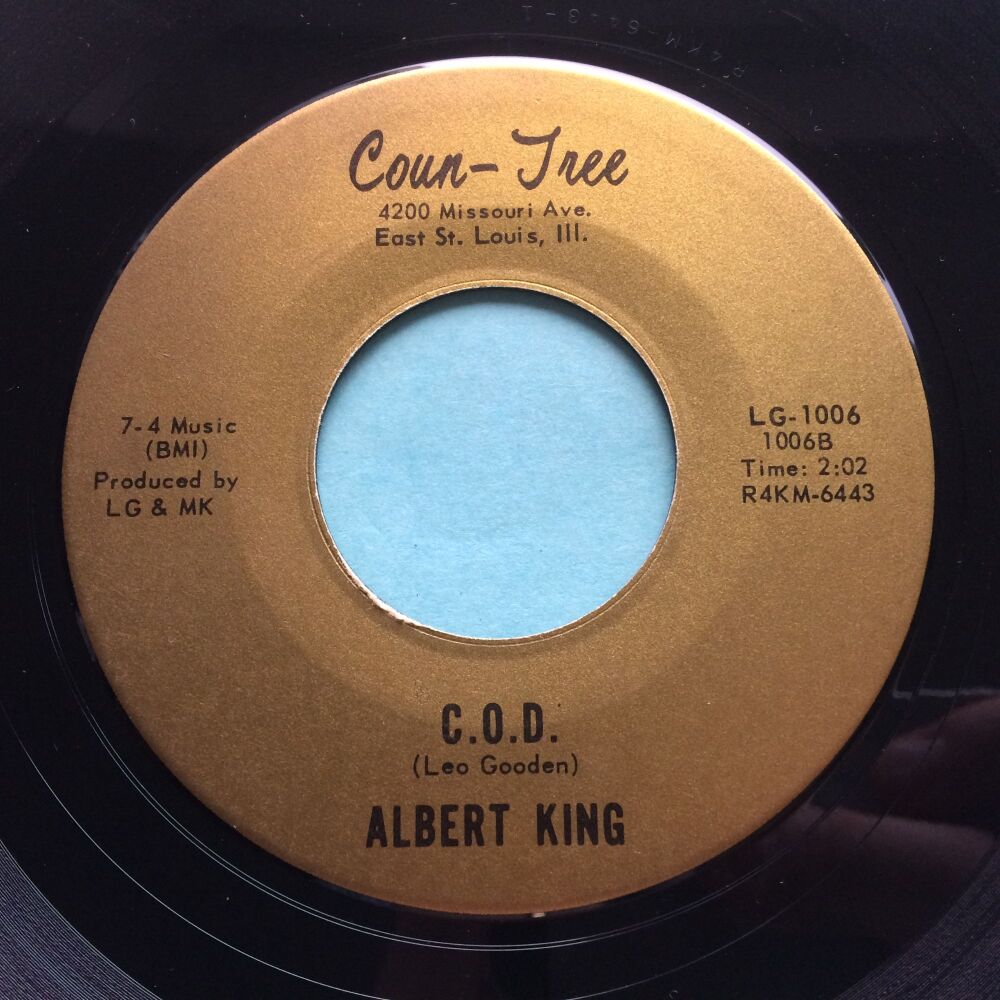 Coun-Tree
4200 Missouri Ave.
East St. Louis, Ill.
7-4 Music
(BMI)
Produced by
LG & MK
LG-1006
1006B
Time: 2:02
R4KM-6443
C.O.D.
(Leo Gooden)
ALBERT KING